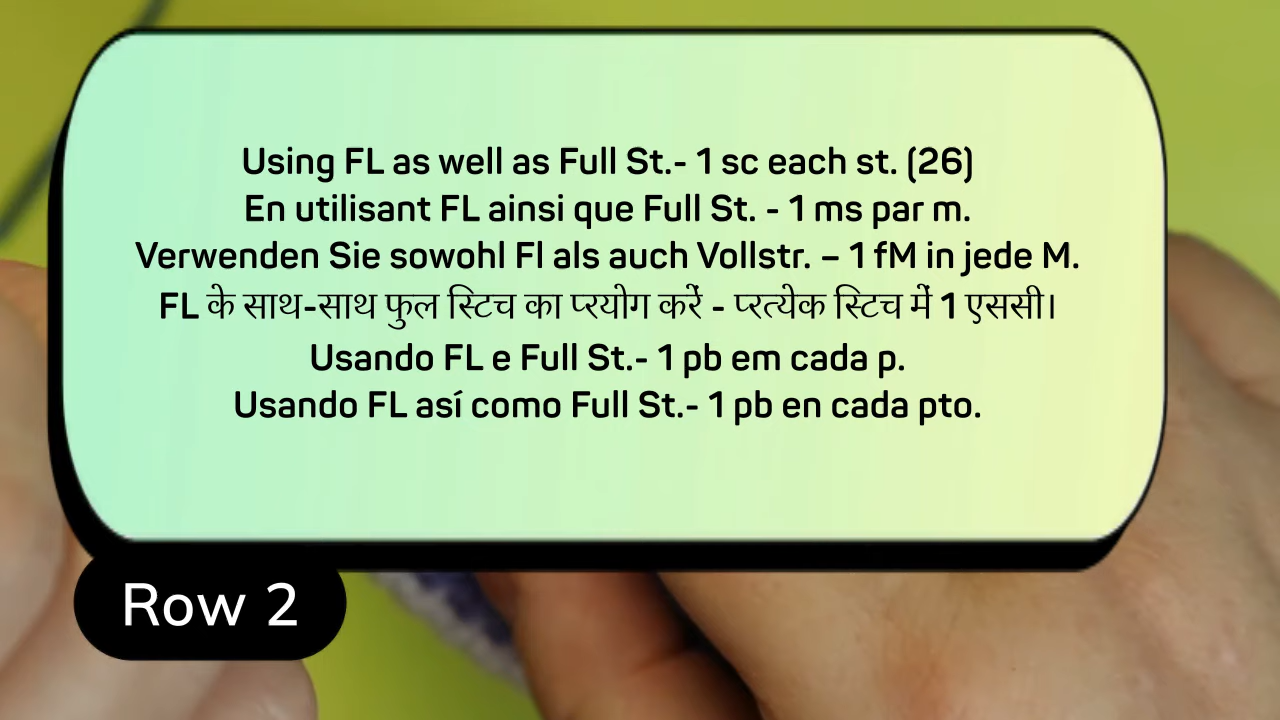 Using FL as well as Full St.- 1 sc each st. (26)
En utilisant FL ainsi que Full St. - 1 ms par m.
Verwenden Sie sowohl Fl als auch Vollstr. – 1 fM in jede M.
FL के साथ-साथ फुल स्टिच का प्रयोग करें - प्रत्येक स्टिच में 1 एससी।
Usando FL e Full St.- 1 pb em cada p.
Usando FL así como Full St.- 1 pb en cada pto.
Row 2